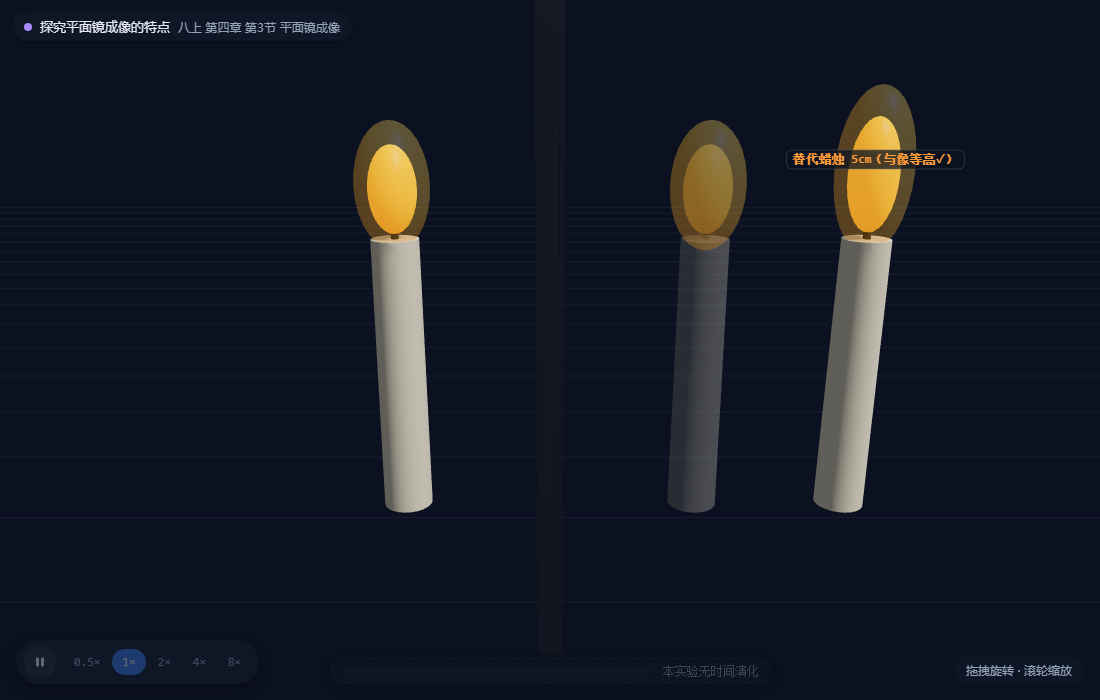 探究平面镜成像的特点 八上 第四章 第3节 平面镜成像
替代蜡烛 5cm（与像等高✓）
0.5× 1× 2× 4× 8×
本实验无时间演化
拖拽旋转 · 滚轮缩放